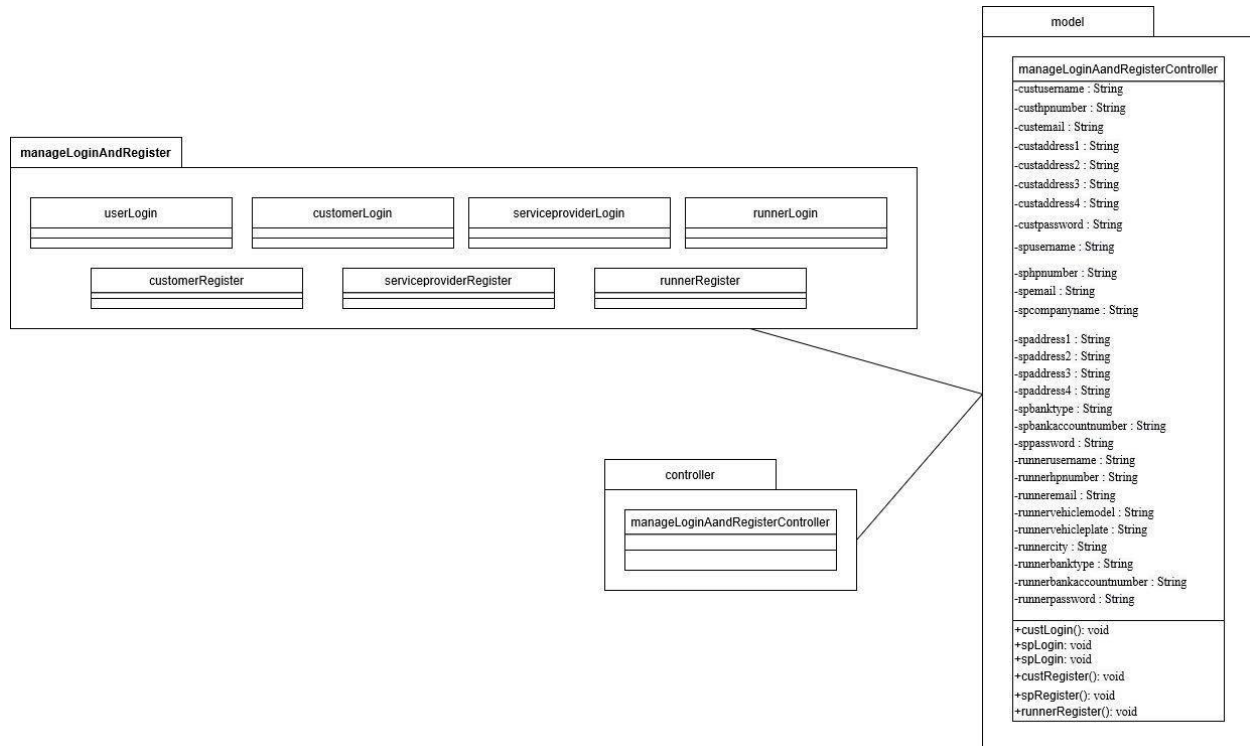 model
manageLoginAandRegisterController
-custusername : String
-custhpnumber : String
-custemail : String
-custaddress1 : String
-custaddress2 : String
-custaddress3 : String
-custaddress4 : String
-custpassword : String
-spusername : String
-sphpnumber : String
-spemail : String
-spcompanyname : String
-spaddress1 : String
-spaddress2 : String
-spaddress3 : String
-spaddress4 : String
-spbanktype : String
-spbankaccountnumber : String
-sppassword : String
-runnerusername : String
-runnerhpnumber : String
-runneremail : String
-runnervehiclemodel : String
-runnervehicleplate : String
-runnercity : String
-runnerbanktype : String
-runnerbankaccountnumber : String
-runnerpassword : String
+custLogin(): void
+spLogin: void
+spLogin: void
+custRegister(): void
+spRegister(): void
+runnerRegister(): void
manageLoginAndRegister
userLogin
customerLogin
serviceproviderLogin
runnerLogin
customerRegister
serviceproviderRegister
runnerRegister
controller
manageLoginAandRegisterController